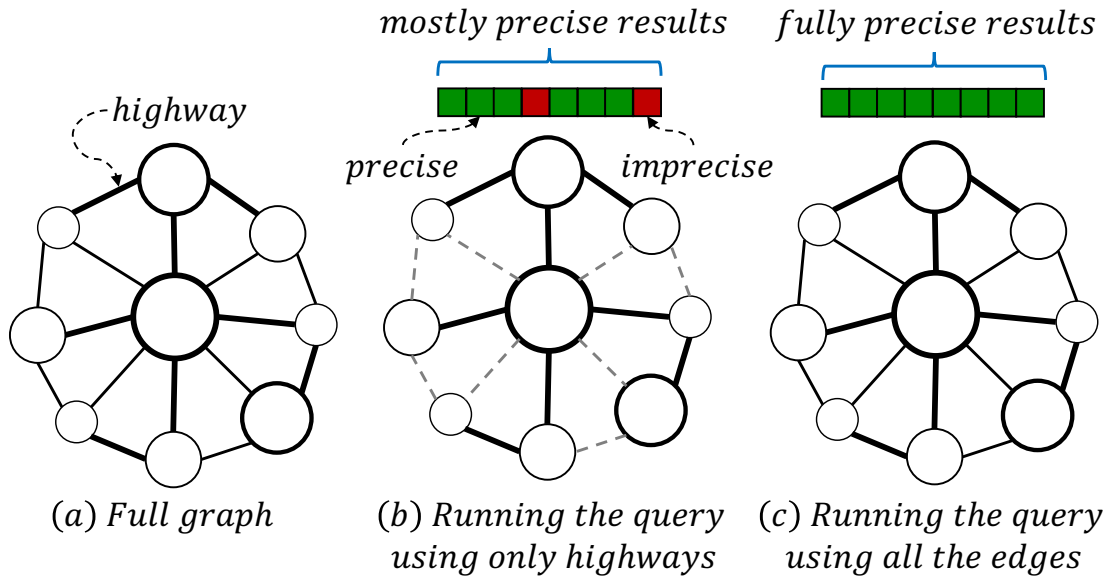 mostly precise results
fully precise results
highway
precise
imprecise
(a) Full graph
(b) Running the query
using only highways
(c) Running the query
using all the edges